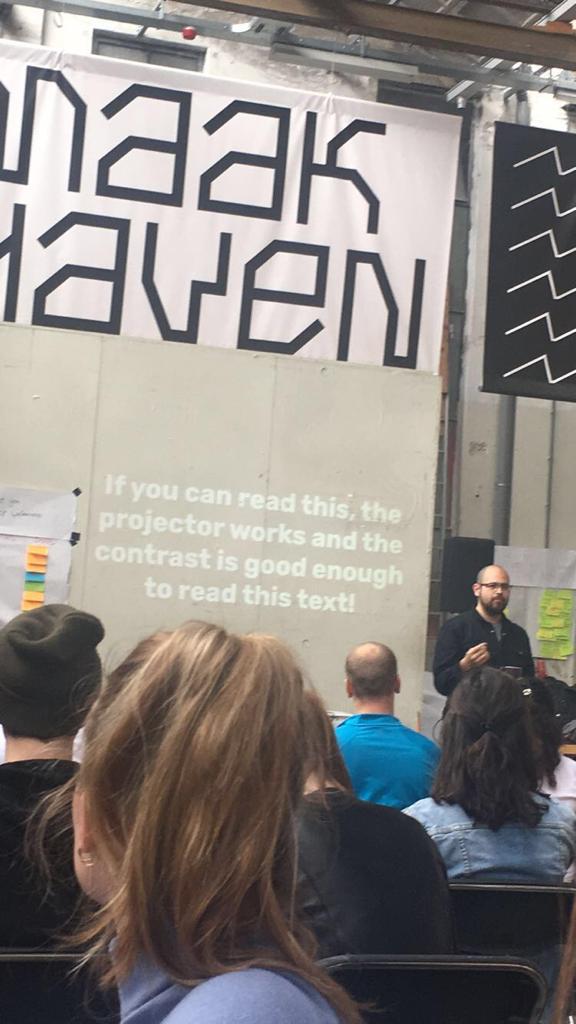 maak
Haven
If you can read this, the
projector works and the
contrast is good enough
to read this text!